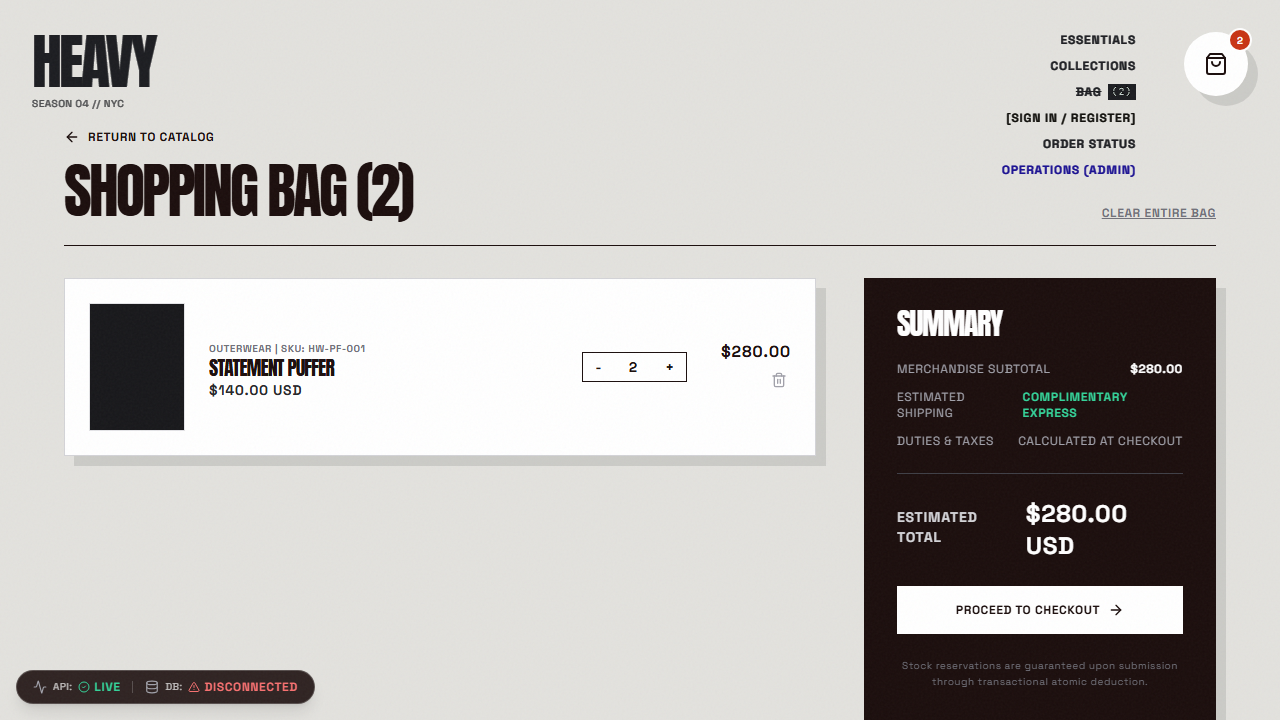 HEAVY
SEASON 04 // NYC
ESSENTIALS
COLLECTIONS
BAG (2)
[SIGN IN / REGISTER]
ORDER STATUS
OPERATIONS (ADMIN)
2
RETURN TO CATALOG
SHOPPING BAG (2)
CLEAR ENTIRE BAG
OUTERWEAR | SKU: HW-PF-001
STATEMENT PUFFER
$140.00 USD
- 2 +
$280.00
SUMMARY
MERCHANDISE SUBTOTAL $280.00
ESTIMATED SHIPPING
COMPLIMENTARY EXPRESS
DUTIES & TAXES CALCULATED AT CHECKOUT
ESTIMATED TOTAL
$280.00 USD
PROCEED TO CHECKOUT
Stock reservations are guaranteed upon submission
through transactional atomic deduction.
API: LIVE DB: DISCONNECTED